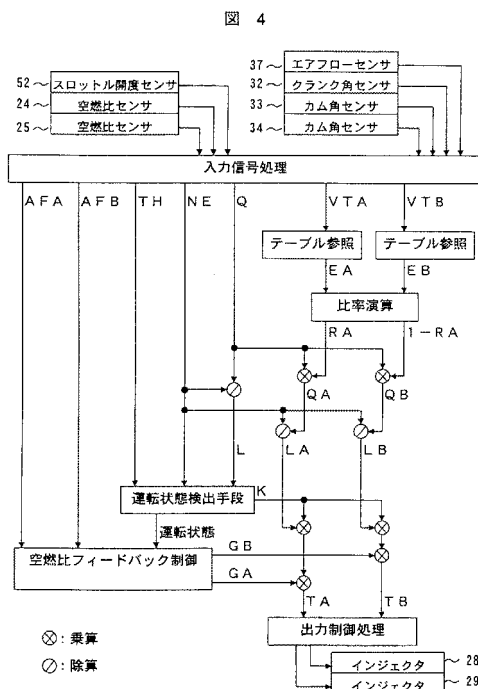 図 4
52 スロットル開度センサ
24 空燃比センサ
25 空燃比センサ
37 エアフローセンサ
32 クランク角センサ
33 カム角センサ
34 カム角センサ
入力信号処理
AFA AFB TH NE Q VTA VTB
テーブル参照 テーブル参照
EA EB
比率演算
RA 1-RA
QA QB
L LA LB
運転状態検出手段 K
運転状態
空燃比フィードバック制御 GB
GA
TA TB
⊗:乗算
出力制御処理
⊘:除算
インジェクタ 28
インジェクタ 29